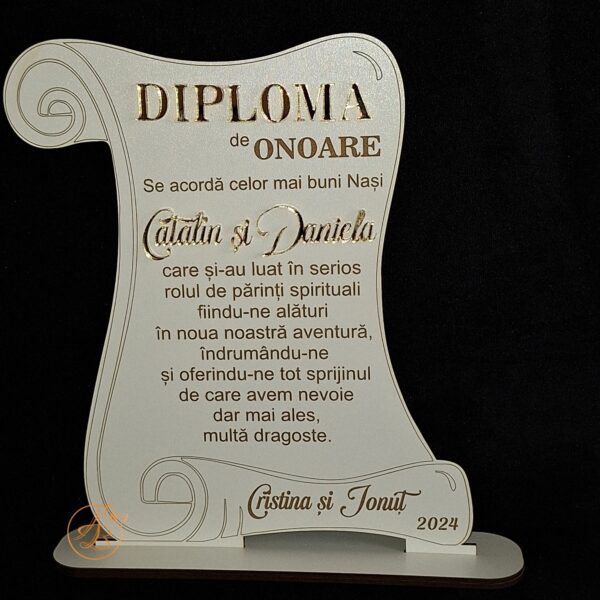 DIPLOMA
de ONOARE
Se acordă celor mai buni Nași
Cătălin și Daniela
care și-au luat în serios
rolul de părinți spirituali
fiindu-ne alături
în noua noastră aventură,
îndrumându-ne
și oferindu-ne tot sprijinul
de care avem nevoie
dar mai ales,
multă dragoste.
Cristina și Ionuț
2024